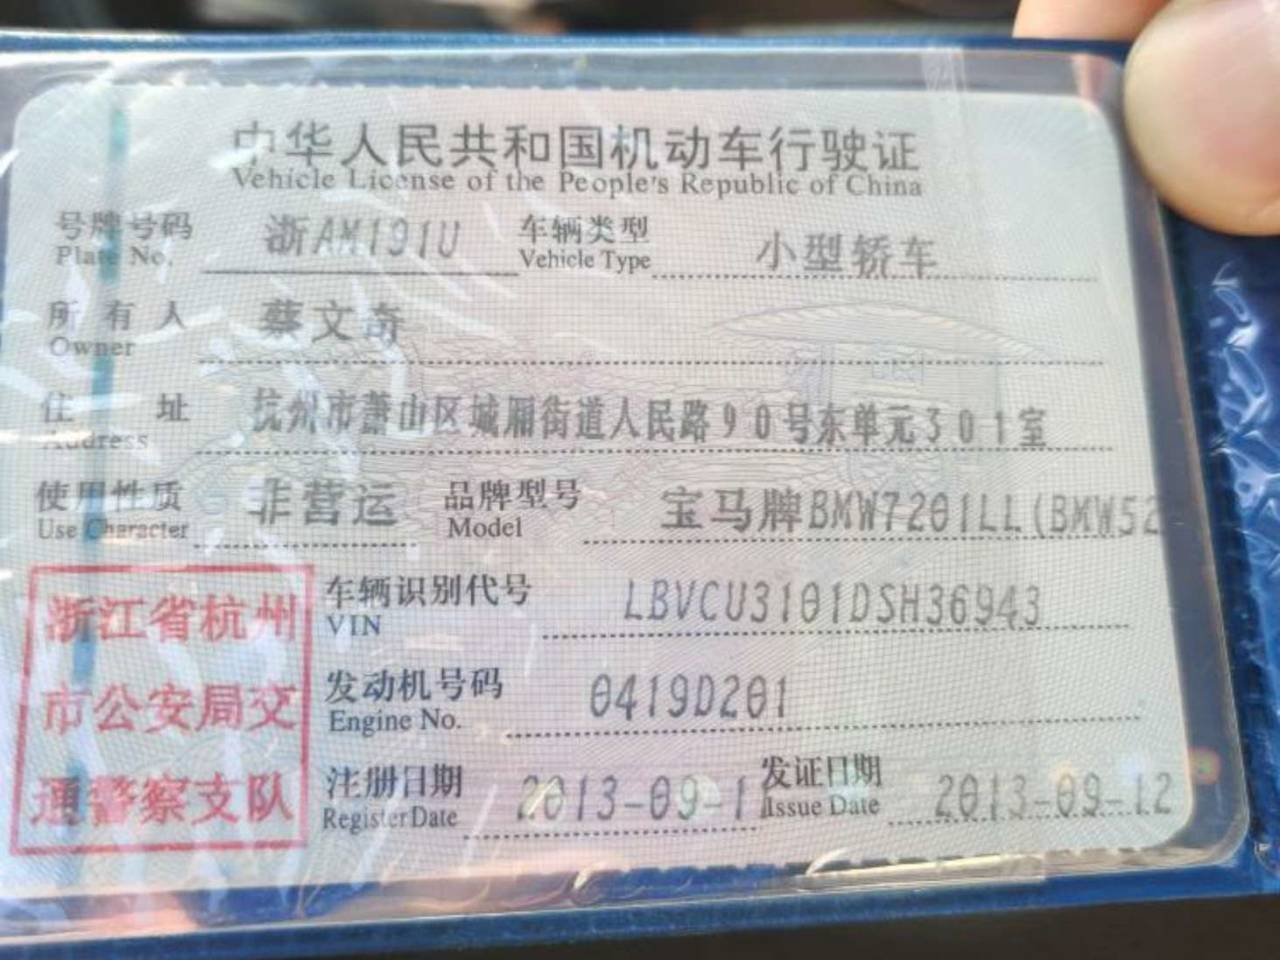 中华人民共和国机动车行驶证
Vehicle License of the People's Republic of China
号牌号码 浙AM191U 车辆类型 小型轿车
Plate No. Vehicle Type
所有人 蔡文奇
Owner
住址 杭州市萧山区城厢街道人民路90号东单元301室
Address
使用性质 非营运 品牌型号 宝马牌BMW7201LL(BMW52
Use Character Model
浙江省杭州
市公安局交
通警察支队
车辆识别代号 LBVCU3101DSH36943
VIN
发动机号码 0419D201
Engine No.
注册日期 2013-09-1 发证日期 2013-09-12
Register Date Issue Date